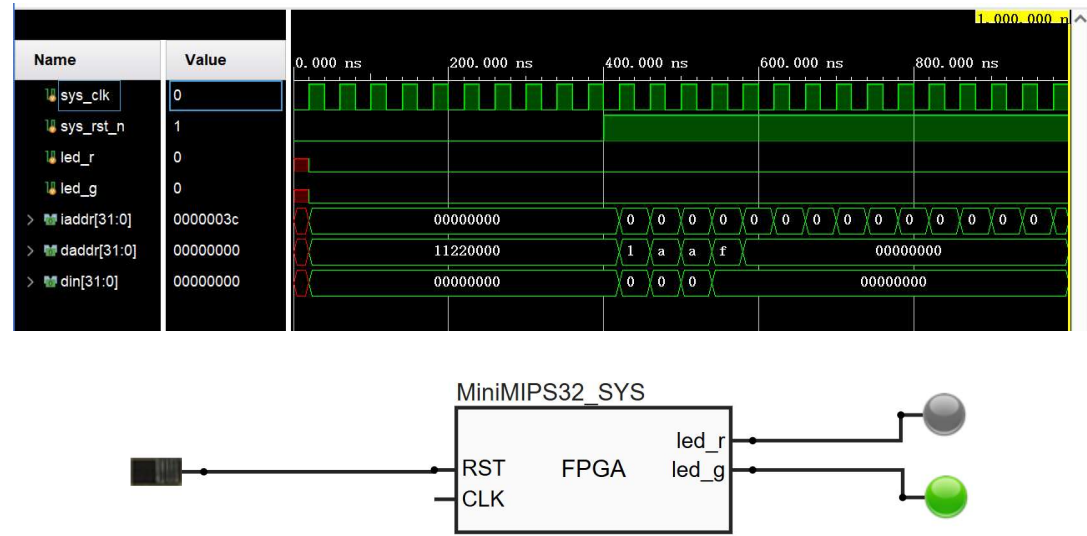 1,000.000 n
Name Value
0.000 ns 200.000 ns 400.000 ns 600.000 ns 800.000 ns
sys_clk 0
sys_rst_n 1
led_r 0
led_g 0
iaddr[31:0] 0000003c 00000000 0 0 0 0 0 0 0 0 0 0 0 0 0 0
daddr[31:0] 00000000 11220000 1 a a f 00000000
din[31:0] 00000000 00000000 0 0 0 00000000
MiniMIPS32_SYS
led_r
RST FPGA led_g
CLK